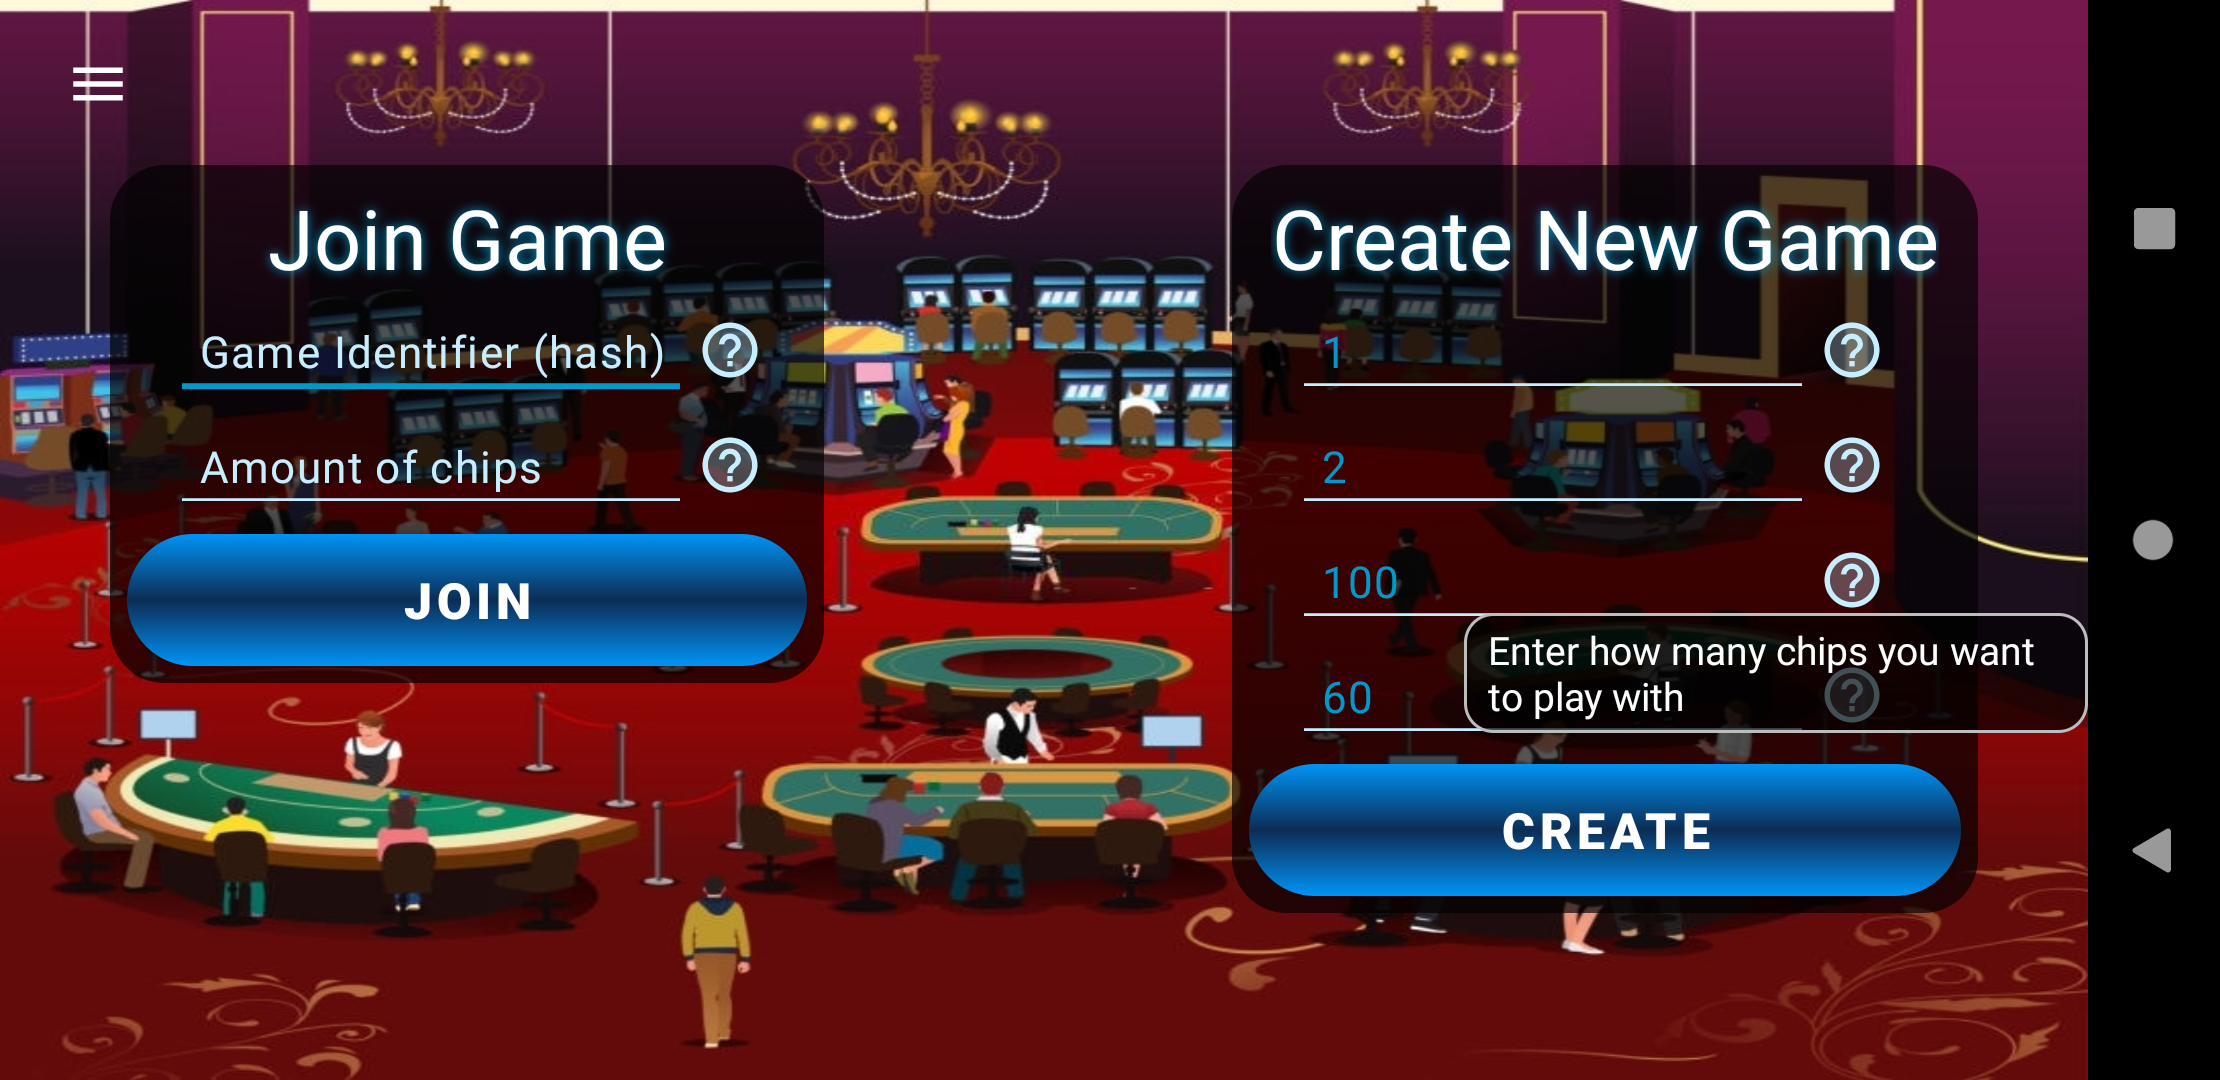 Join Game
Game Identifier (hash)
?
Amount of chips
?
JOIN
Create New Game
1
?
2
?
100
?
Enter how many chips you want
to play with
60
?
CREATE